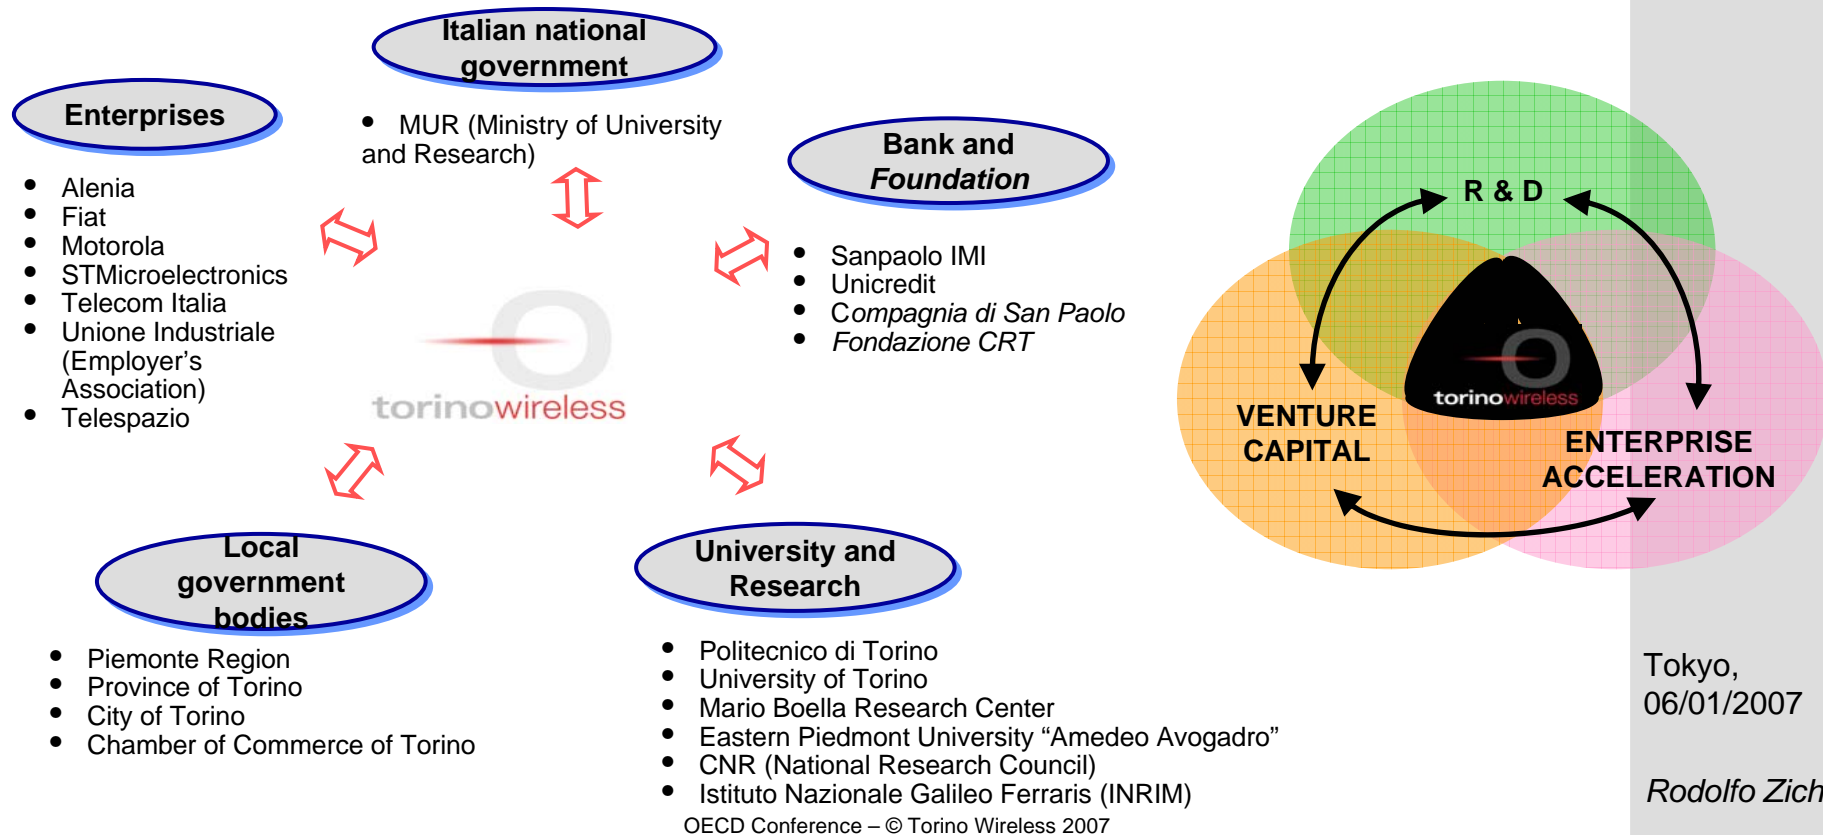 Italian national
government
• MUR (Ministry of University
and Research)
Enterprises
• Alenia
• Fiat
• Motorola
• STMicroelectronics
• Telecom Italia
• Unione Industriale
(Employer's
Association)
• Telespazio
Bank and
Foundation
• Sanpaolo IMI
• Unicredit
• Compagnia di San Paolo
• Fondazione CRT
torinowireless
Local
government
bodies
• Piemonte Region
• Province of Torino
• City of Torino
• Chamber of Commerce of Torino
University and
Research
• Politecnico di Torino
• University of Torino
• Mario Boella Research Center
• Eastern Piedmont University “Amedeo Avogadro”
• CNR (National Research Council)
• Istituto Nazionale Galileo Ferraris (INRIM)
R & D
torinowireless
VENTURE
CAPITAL
ENTERPRISE
ACCELERATION
Tokyo,
06/01/2007
Rodolfo Zich
OECD Conference – © Torino Wireless 2007